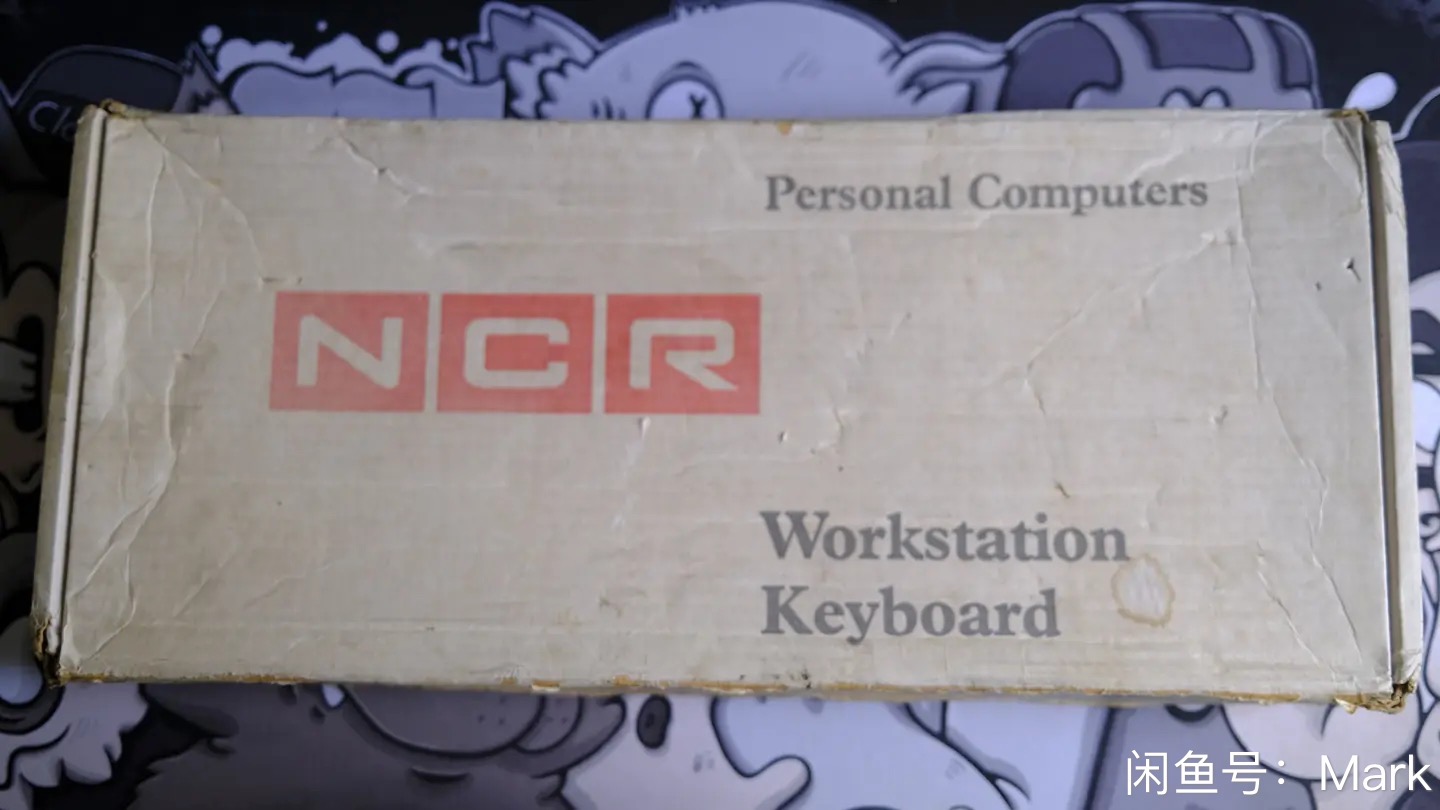 Personal Computers
NCR
Workstation
Keyboard
闲鱼号：Mark